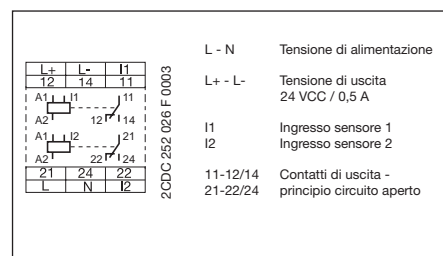 L+ L- I1
12 14 11
A1 I1 11
A2 12 14
A1 I2 21
A2 22 24
21 24 22
L N I2
2CDC 252 026 F 0003
L - N Tensione di alimentazione
L+ - L- Tensione di uscita
24 VCC / 0,5 A
I1 Ingresso sensore 1
I2 Ingresso sensore 2
11-12/14 Contatti di uscita -
21-22/24 principio circuito aperto